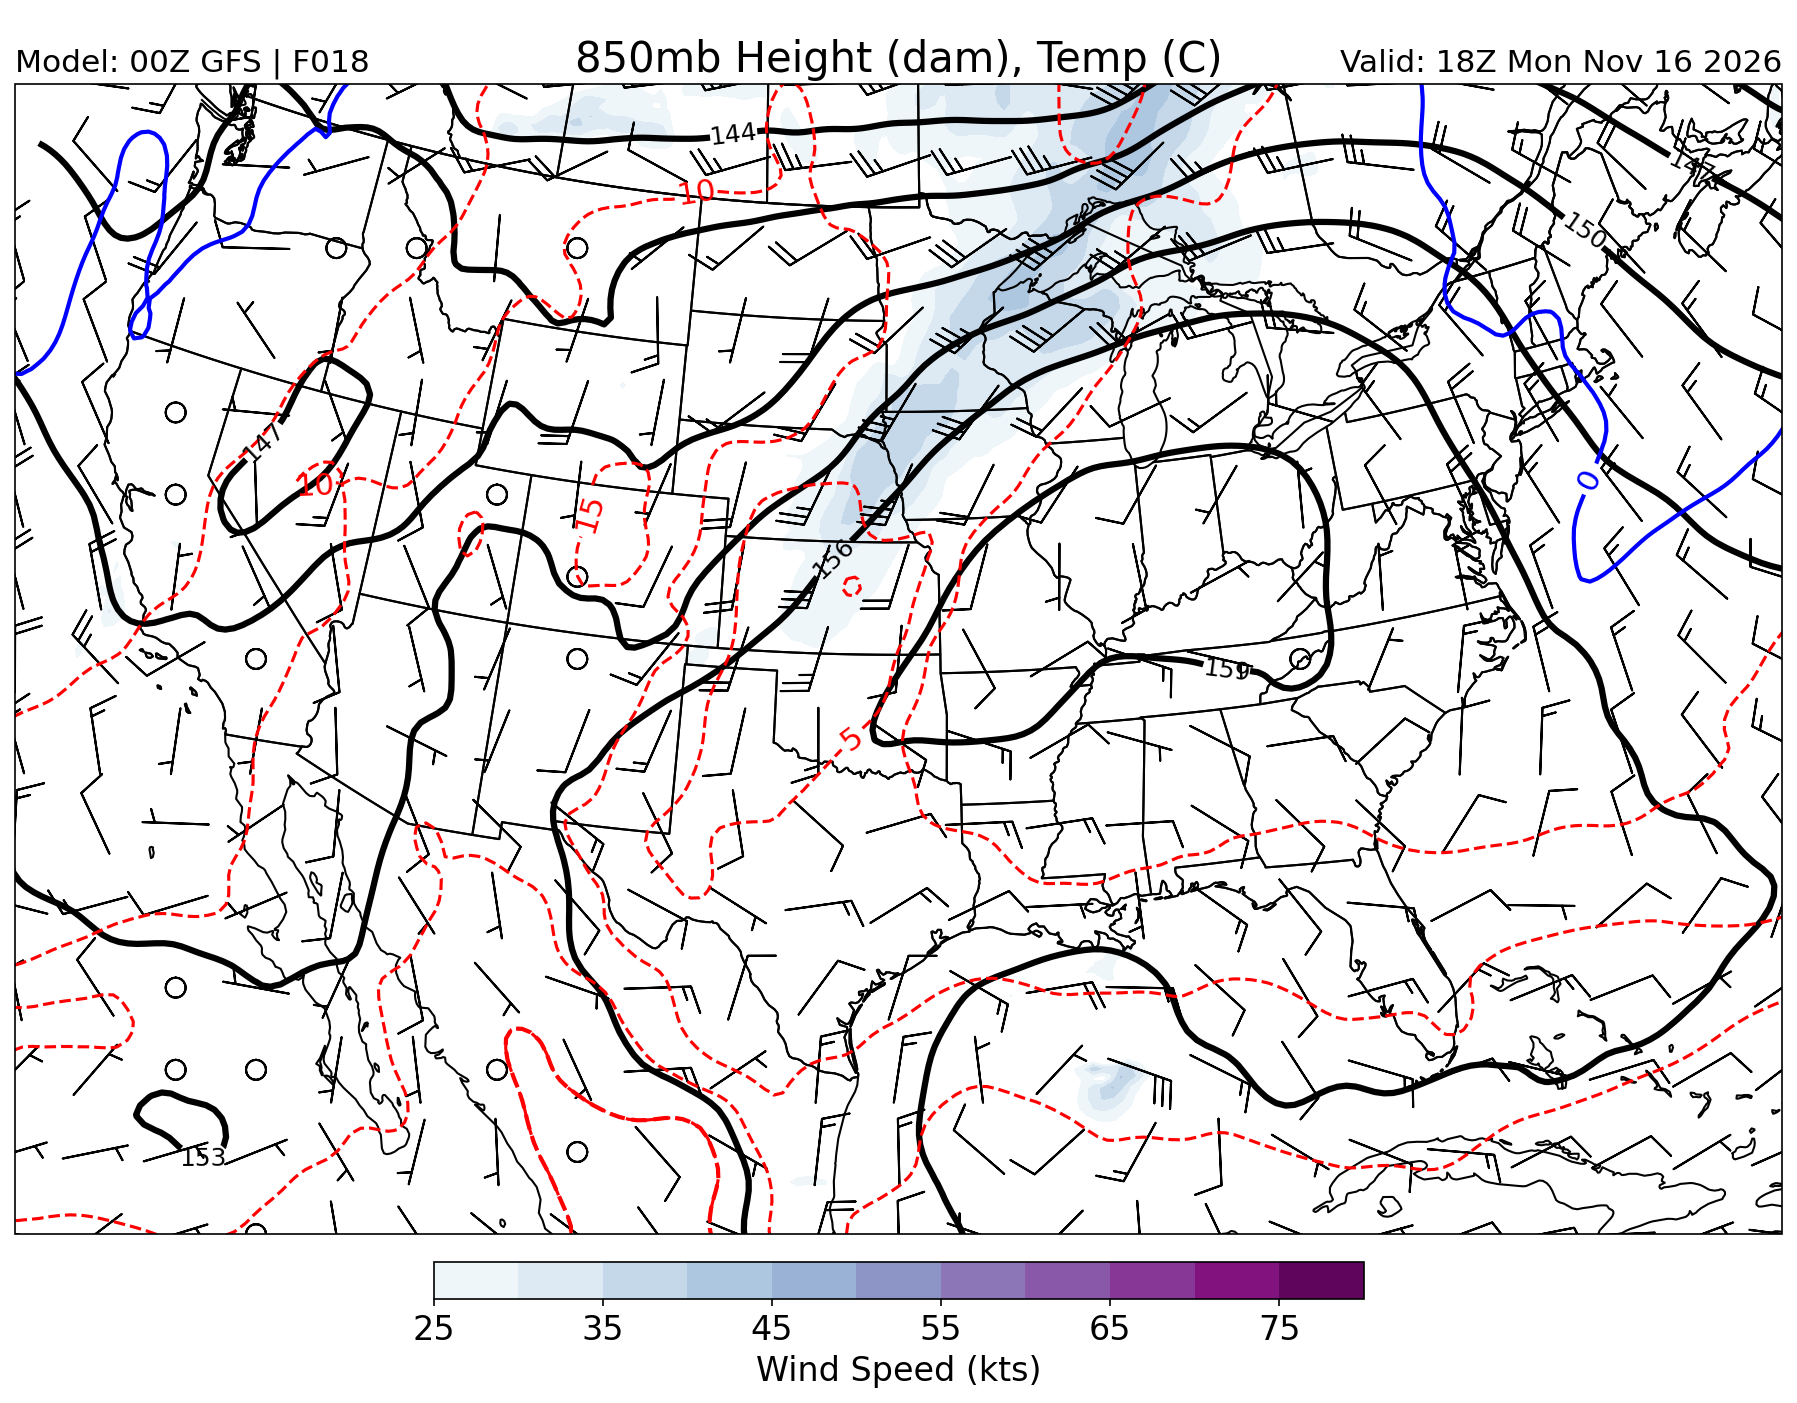 Model: 00Z GFS | F018
850mb Height (dam), Temp (C)
Valid: 18Z Mon Nov 16 2026
144
10
150
147
10
15
0
156
159
5
153
25 35 45 55 65 75
Wind Speed (kts)